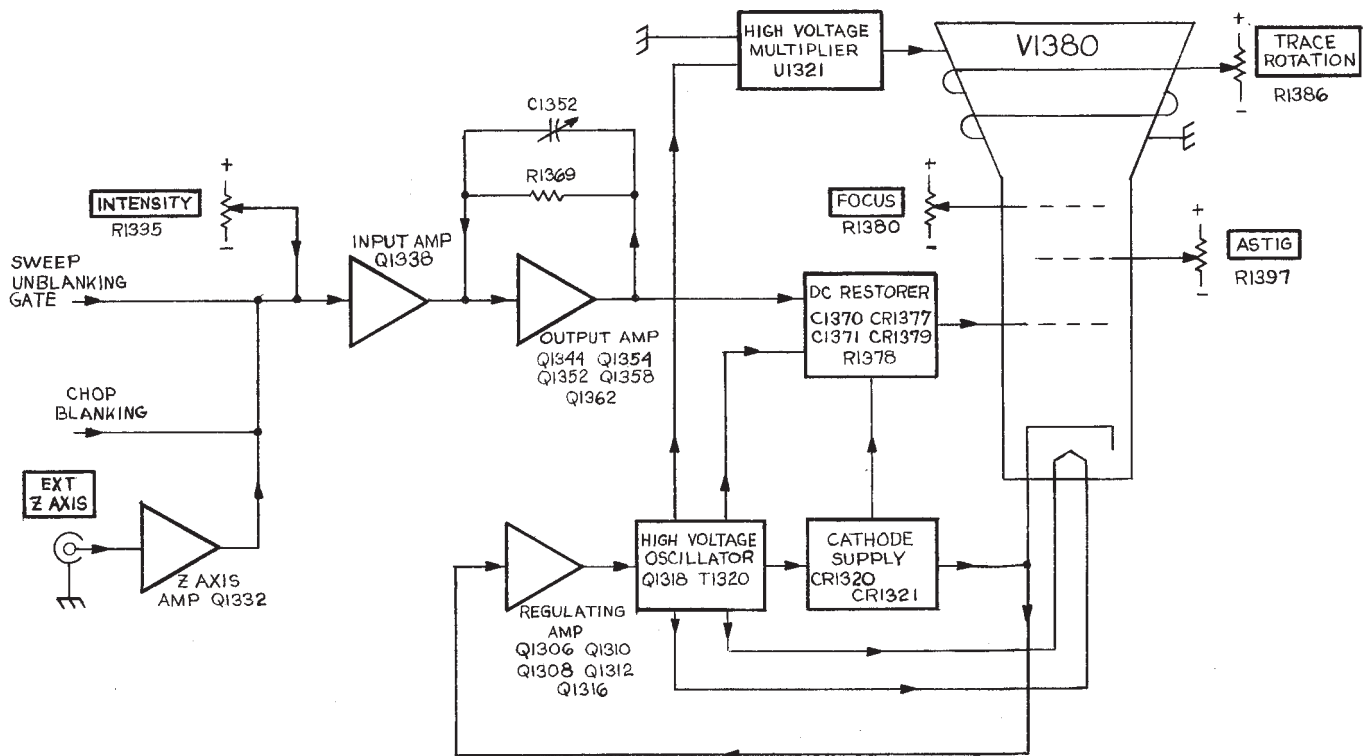 HIGH VOLTAGE
MULTIPLIER
U1321
V1380
+
TRACE
ROTATION
R1386
–
C1352
R1369
+
INTENSITY
R1335
–
INPUT AMP
Q1338
+
FOCUS
R1380
–
+
ASTIG
R1397
–
SWEEP
UNBLANKING
GATE
DC RESTORER
C1370 CR1377
C1371 CR1379
R1378
OUTPUT AMP
Q1344 Q1354
Q1352 Q1358
Q1362
CHOP
BLANKING
EXT
Z AXIS
Z AXIS
AMP Q1332
REGULATING
AMP
Q1306 Q1310
Q1308 Q1312
Q1316
HIGH VOLTAGE
OSCILLATOR
Q1318 T1320
CATHODE
SUPPLY
CR1320
CR1321